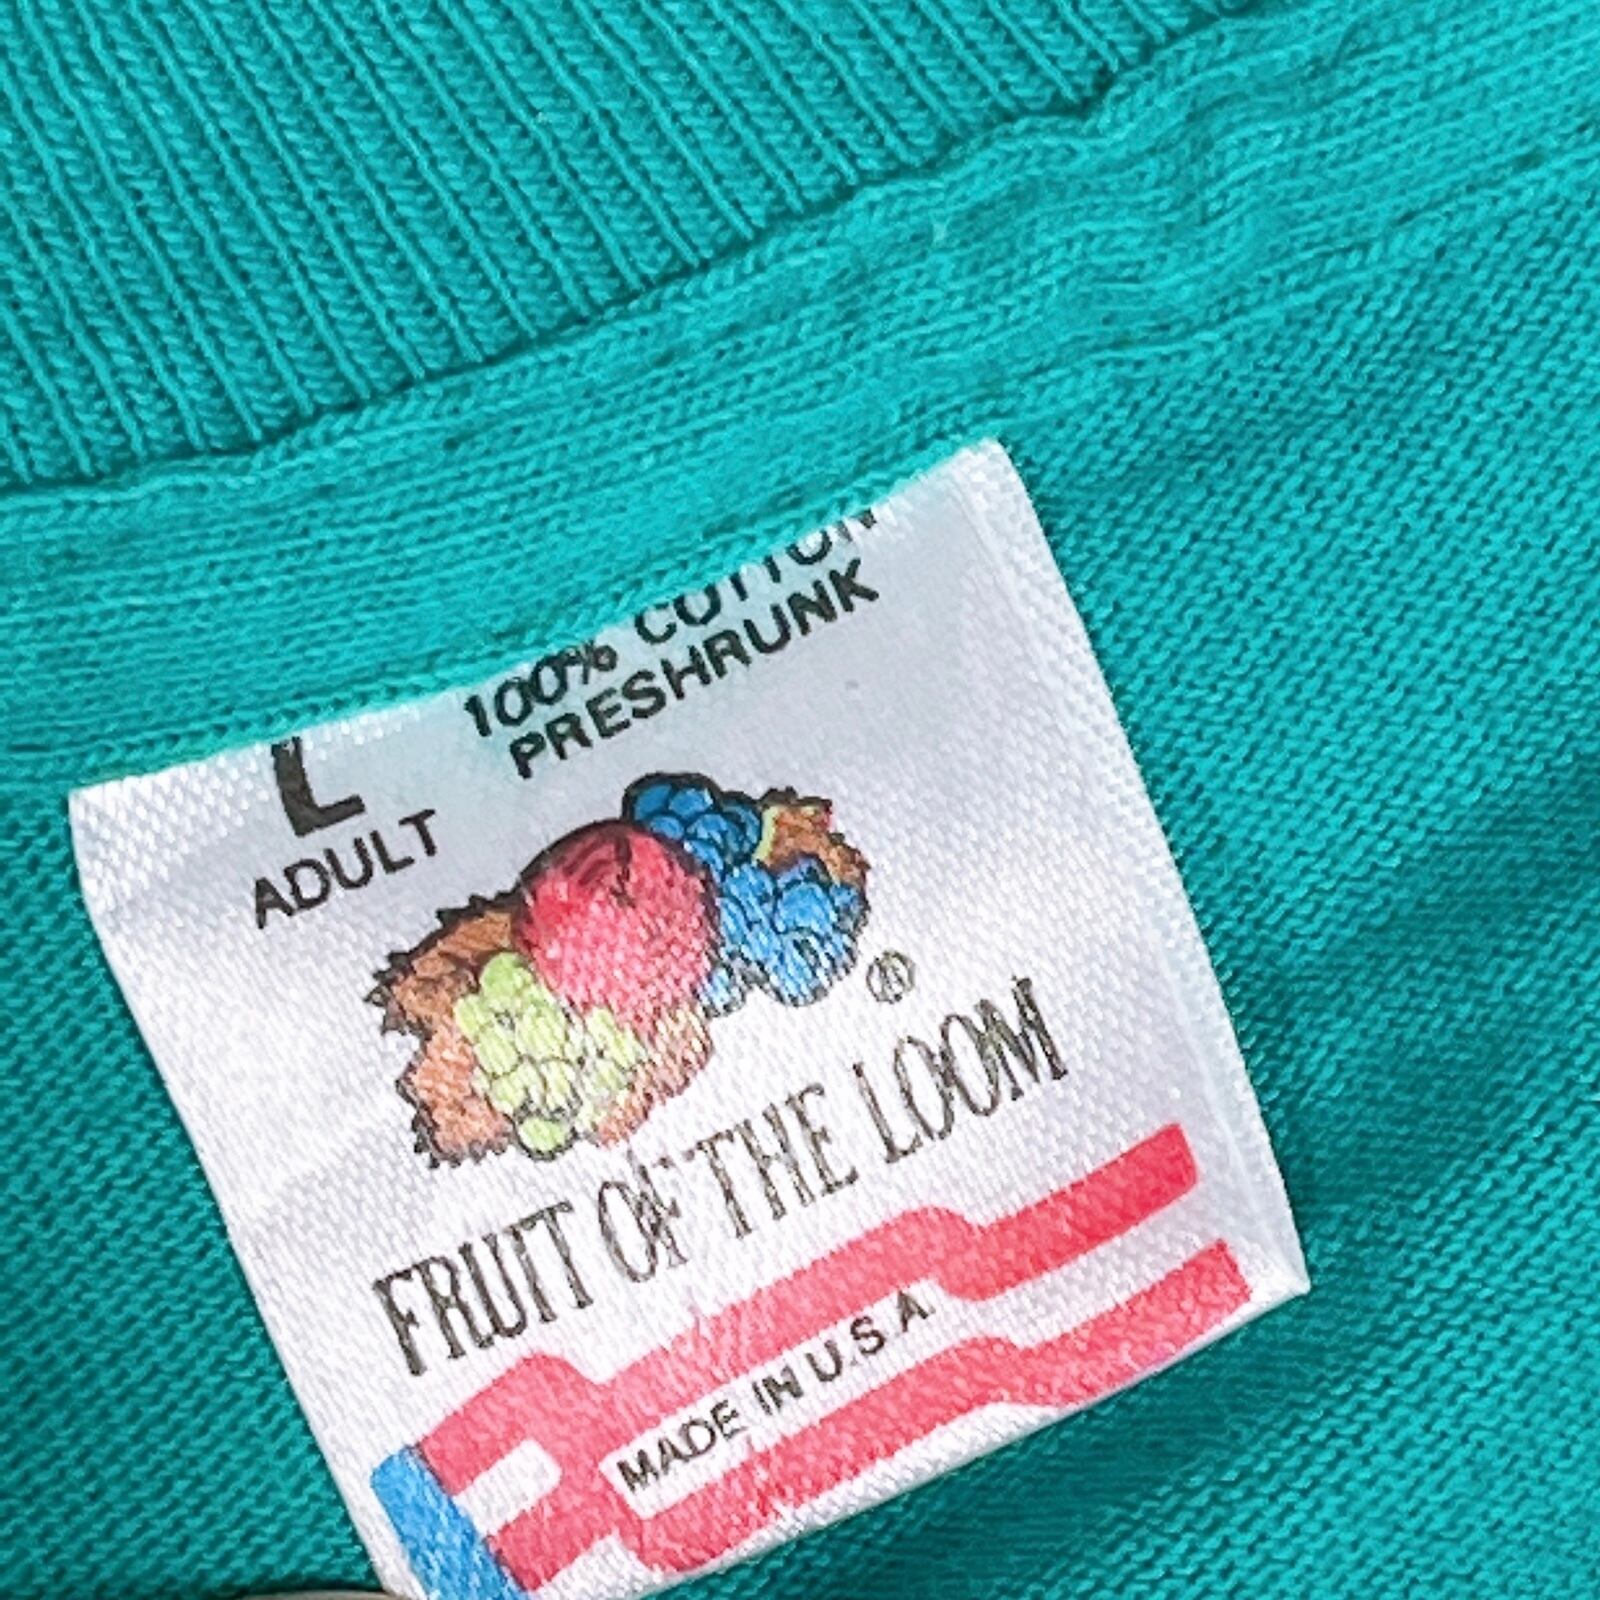 100% COTTON
PRESHRUNK
L
ADULT
®
FRUIT OF THE LOOM
MADE IN U.S.A.